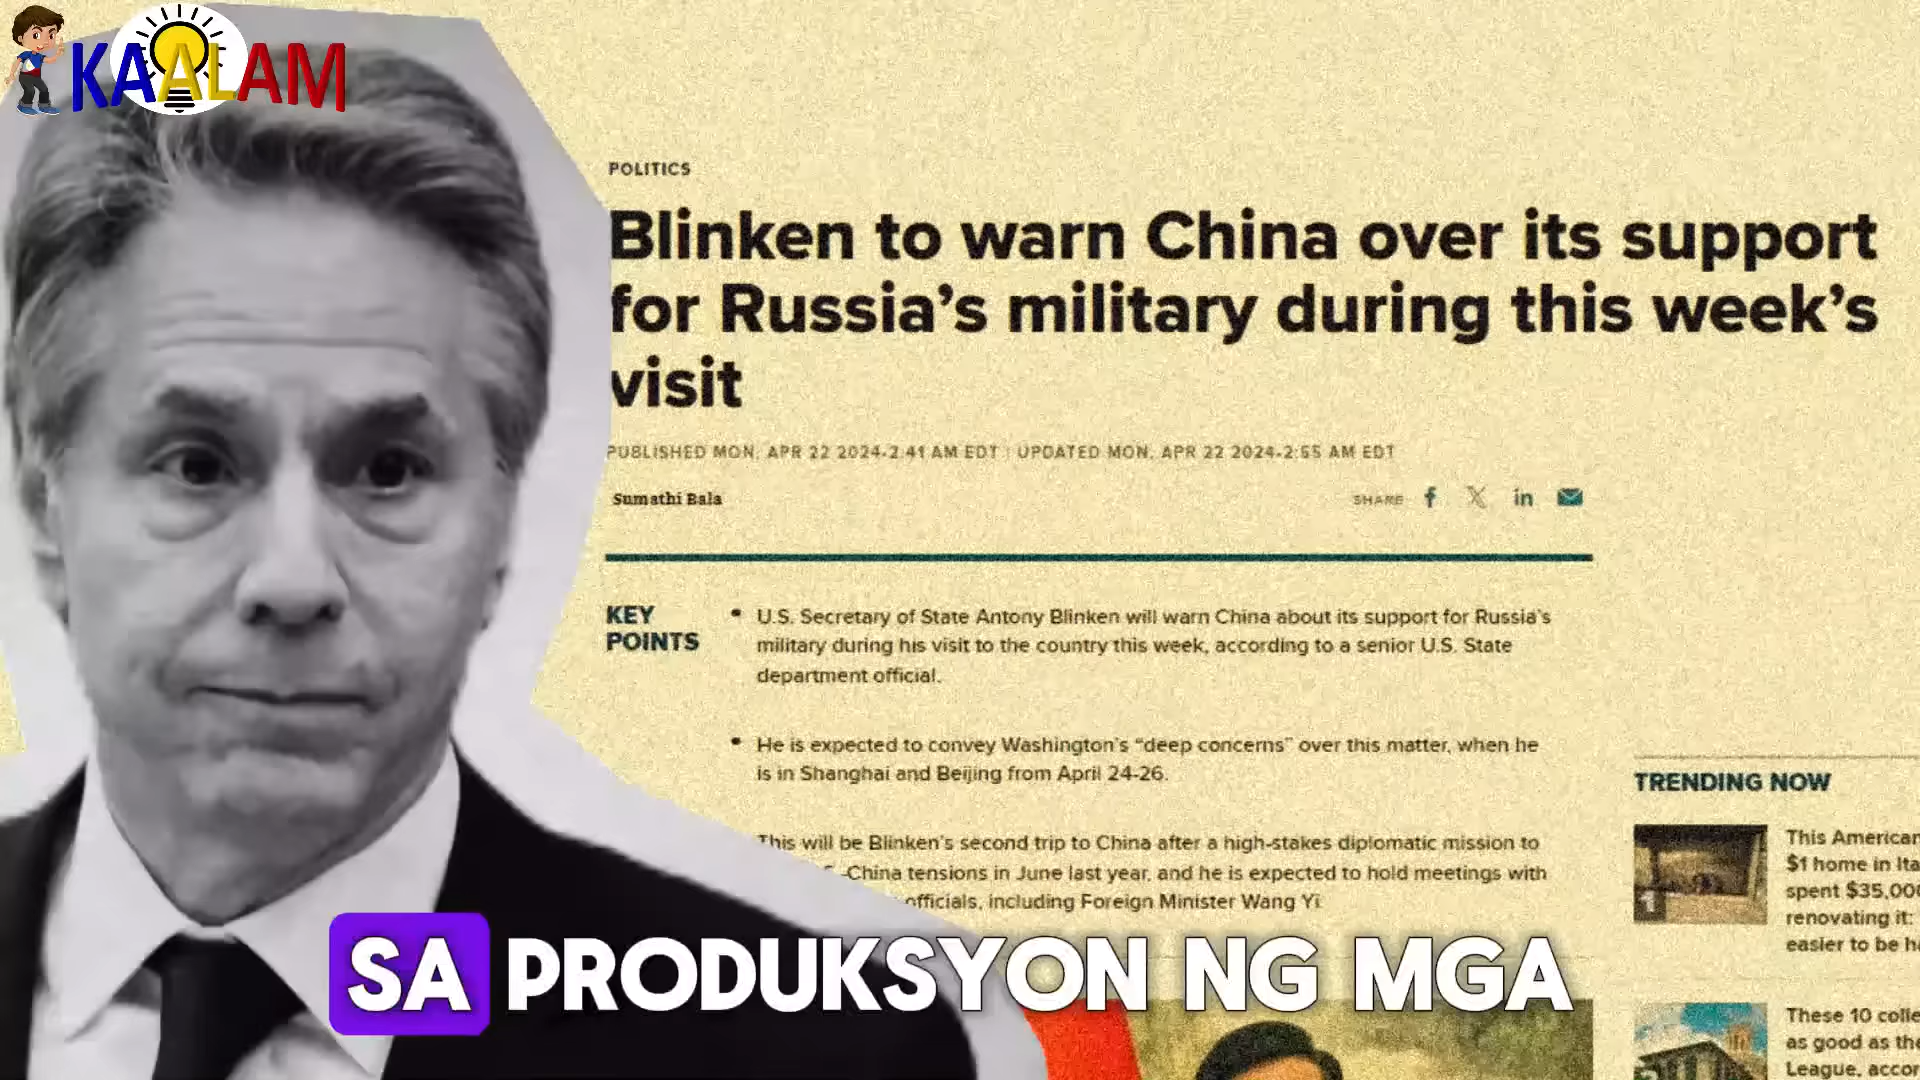 KAALAM
POLITICS
Blinken to warn China over its support
for Russia’s military during this week’s
visit
PUBLISHED MON, APR 22 2024•2:41 AM EDT | UPDATED MON, APR 22 2024•2:55 AM EDT
Sumathi Bala
SHARE
KEY
POINTS
• U.S. Secretary of State Antony Blinken will warn China about its support for Russia’s
military during his visit to the country this week, according to a senior U.S. State
department official.
• He is expected to convey Washington’s “deep concerns” over this matter, when he
is in Shanghai and Beijing from April 24-26.
This will be Blinken’s second trip to China after a high-stakes diplomatic mission to
-China tensions in June last year, and he is expected to hold meetings with
officials, including Foreign Minister Wang Yi
TRENDING NOW
1
This American
$1 home in Ita
spent $35,00
renovating it:
easier to be h
These 10 colle
as good as the
League, accor
SA PRODUKSYON NG MGA